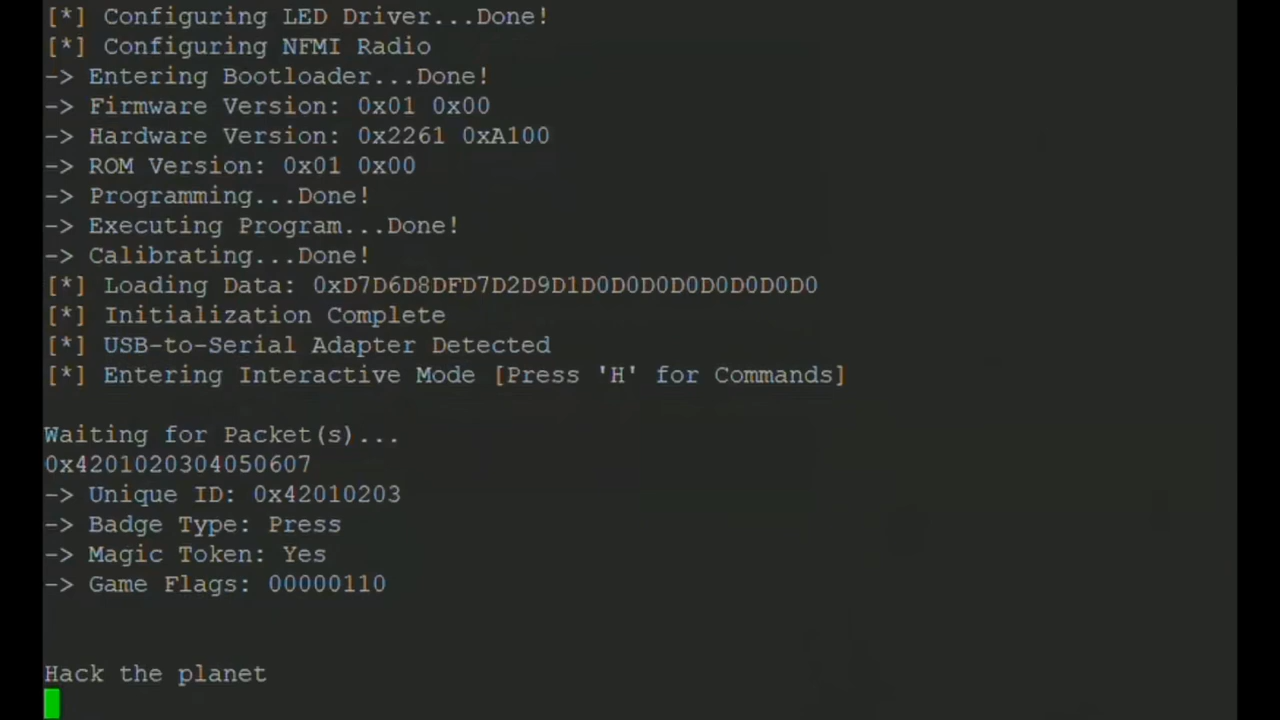 [*] Configuring LED Driver...Done!
[*] Configuring NFMI Radio
-> Entering Bootloader...Done!
-> Firmware Version: 0x01 0x00
-> Hardware Version: 0x2261 0xA100
-> ROM Version: 0x01 0x00
-> Programming...Done!
-> Executing Program...Done!
-> Calibrating...Done!
[*] Loading Data: 0xD7D6D8DFD7D2D9D1D0D0D0D0D0D0D0D0
[*] Initialization Complete
[*] USB-to-Serial Adapter Detected
[*] Entering Interactive Mode [Press 'H' for Commands]
Waiting for Packet(s)...
0x4201020304050607
-> Unique ID: 0x42010203
-> Badge Type: Press
-> Magic Token: Yes
-> Game Flags: 00000110
Hack the planet